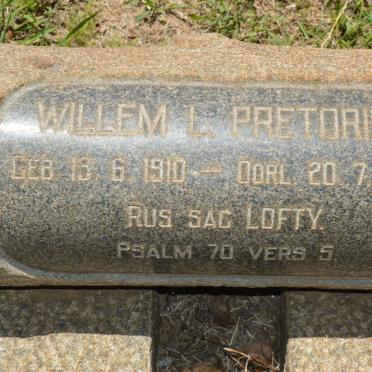 WILLEM L. PRETORI
GEB. 13. 6. 1910 — OORL. 20. 7
RUS SAG LOFTY.
PSALM 70 VERS 5